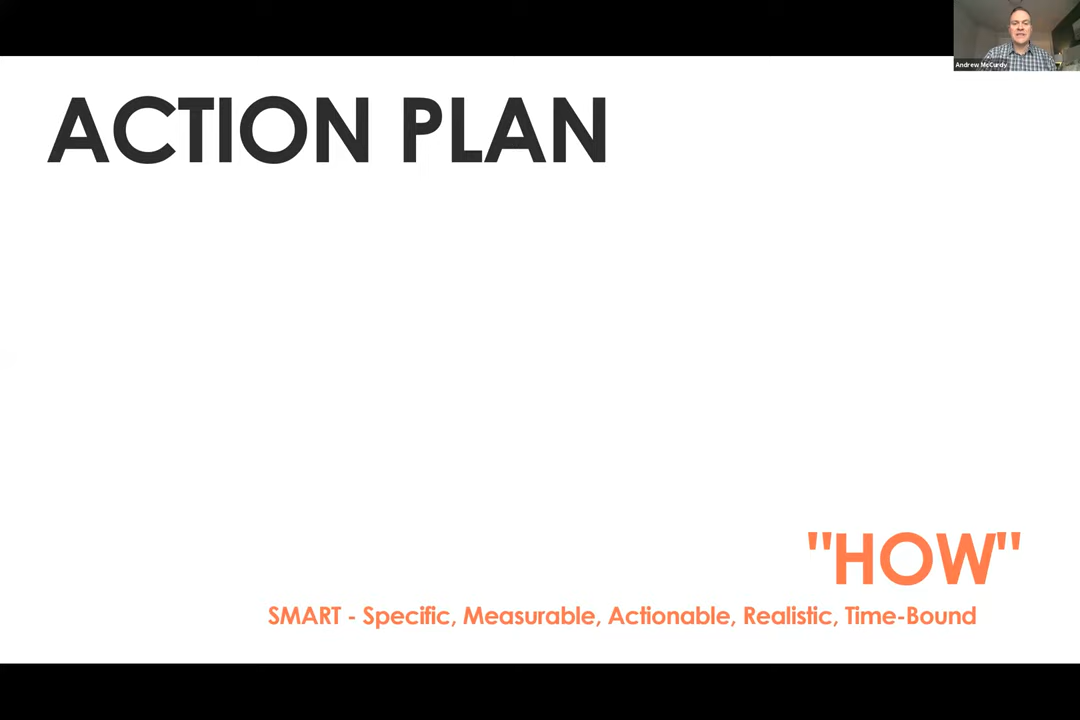 Andrew McCurdy
ACTION PLAN
"HOW"
SMART - Specific, Measurable, Actionable, Realistic, Time-Bound